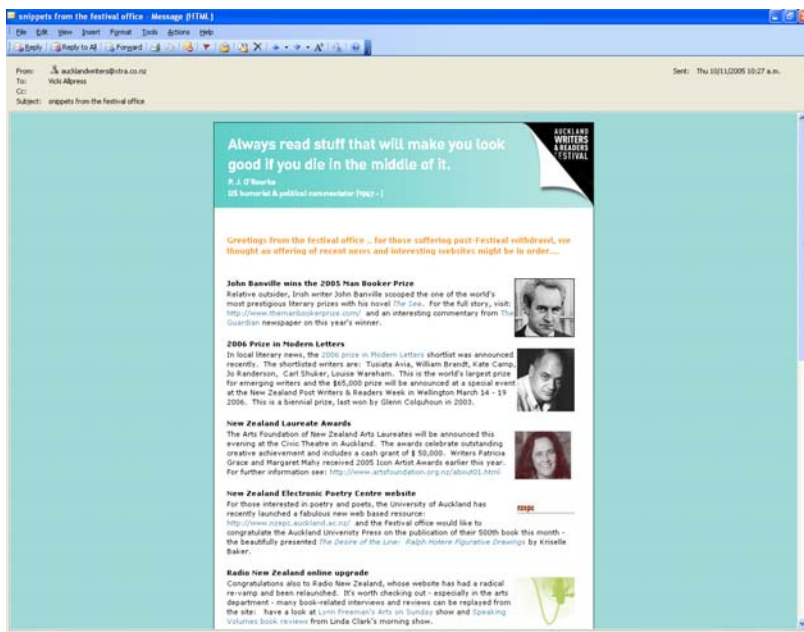 snippets from the festival office - Message (HTML)
File Edit View Insert Format Tools Actions Help
Reply Reply to All Forward
From: aucklandwriters@xtra.co.nz Sent: Thu 10/11/2005 10:27 a.m.
To: Vicki Allpress
Cc:
Subject: snippets from the festival office
Always read stuff that will make you look
good if you die in the middle of it.
P. J. O'Rourke
US humorist & political commentator (1947 - )
AUCKLAND
WRITERS
& READERS
FESTIVAL
Greetings from the festival office .. for those suffering post-Festival withdrawl, we
thought an offering of recent news and interesting websites might be in order....
John Banville wins the 2005 Man Booker Prize
Relative outsider, Irish writer John Banville scooped the one of the world's
most prestigious literary prizes with his novel The Sea. For the full story, visit:
http://www.themanbookerprize.com/ and an interesting commentary from The
Guardian newspaper on this year's winner.
2006 Prize in Modern Letters
In local literary news, the 2006 prize in Modern Letters shortlist was announced
recently. The shortlisted writers are: Tusiata Avia, William Brandt, Kate Camp,
Jo Randerson, Carl Shuker, Louise Wareham. This is the world's largest prize
for emerging writers and the $65,000 prize will be announced at a special event
at the New Zealand Post Writers & Readers Week in Wellington March 14 - 19
2006. This is a biennial prize, last won by Glenn Colquhoun in 2003.
New Zealand Laureate Awards
The Arts Foundation of New Zealand Arts Laureates will be announced this
evening at the Civic Theatre in Auckland. The awards celebrate outstanding
creative achievement and includes a cash grant of $ 50,000. Writers Patricia
Grace and Margaret Mahy received 2005 Icon Artist Awards earlier this year.
For further information see: http://www.artsfoundation.org.nz/about01.html
New Zealand Electronic Poetry Centre website
For those interested in poetry and poets, the University of Auckland has
recently launched a fabulous new web based resource:
http://www.nzepc.auckland.ac.nz/ and the Festival office would like to
congratulate the Auckland Univeristy Press on the publication of their 500th book this month -
the beautifully presented The Desire of the Line: Ralph Hotere Figurative Drawings by Kriselle
Baker.
nzepc
Radio New Zealand online upgrade
Congratulations also to Radio New Zealand, whose website has had a radical
re-vamp and been relaunched. It's worth checking out - especially in the arts
department - many book-related interviews and reviews can be replayed from
the site: have a look at Lynn Freeman's Arts on Sunday show and Speaking
Volumes book reviews from Linda Clark's morning show.